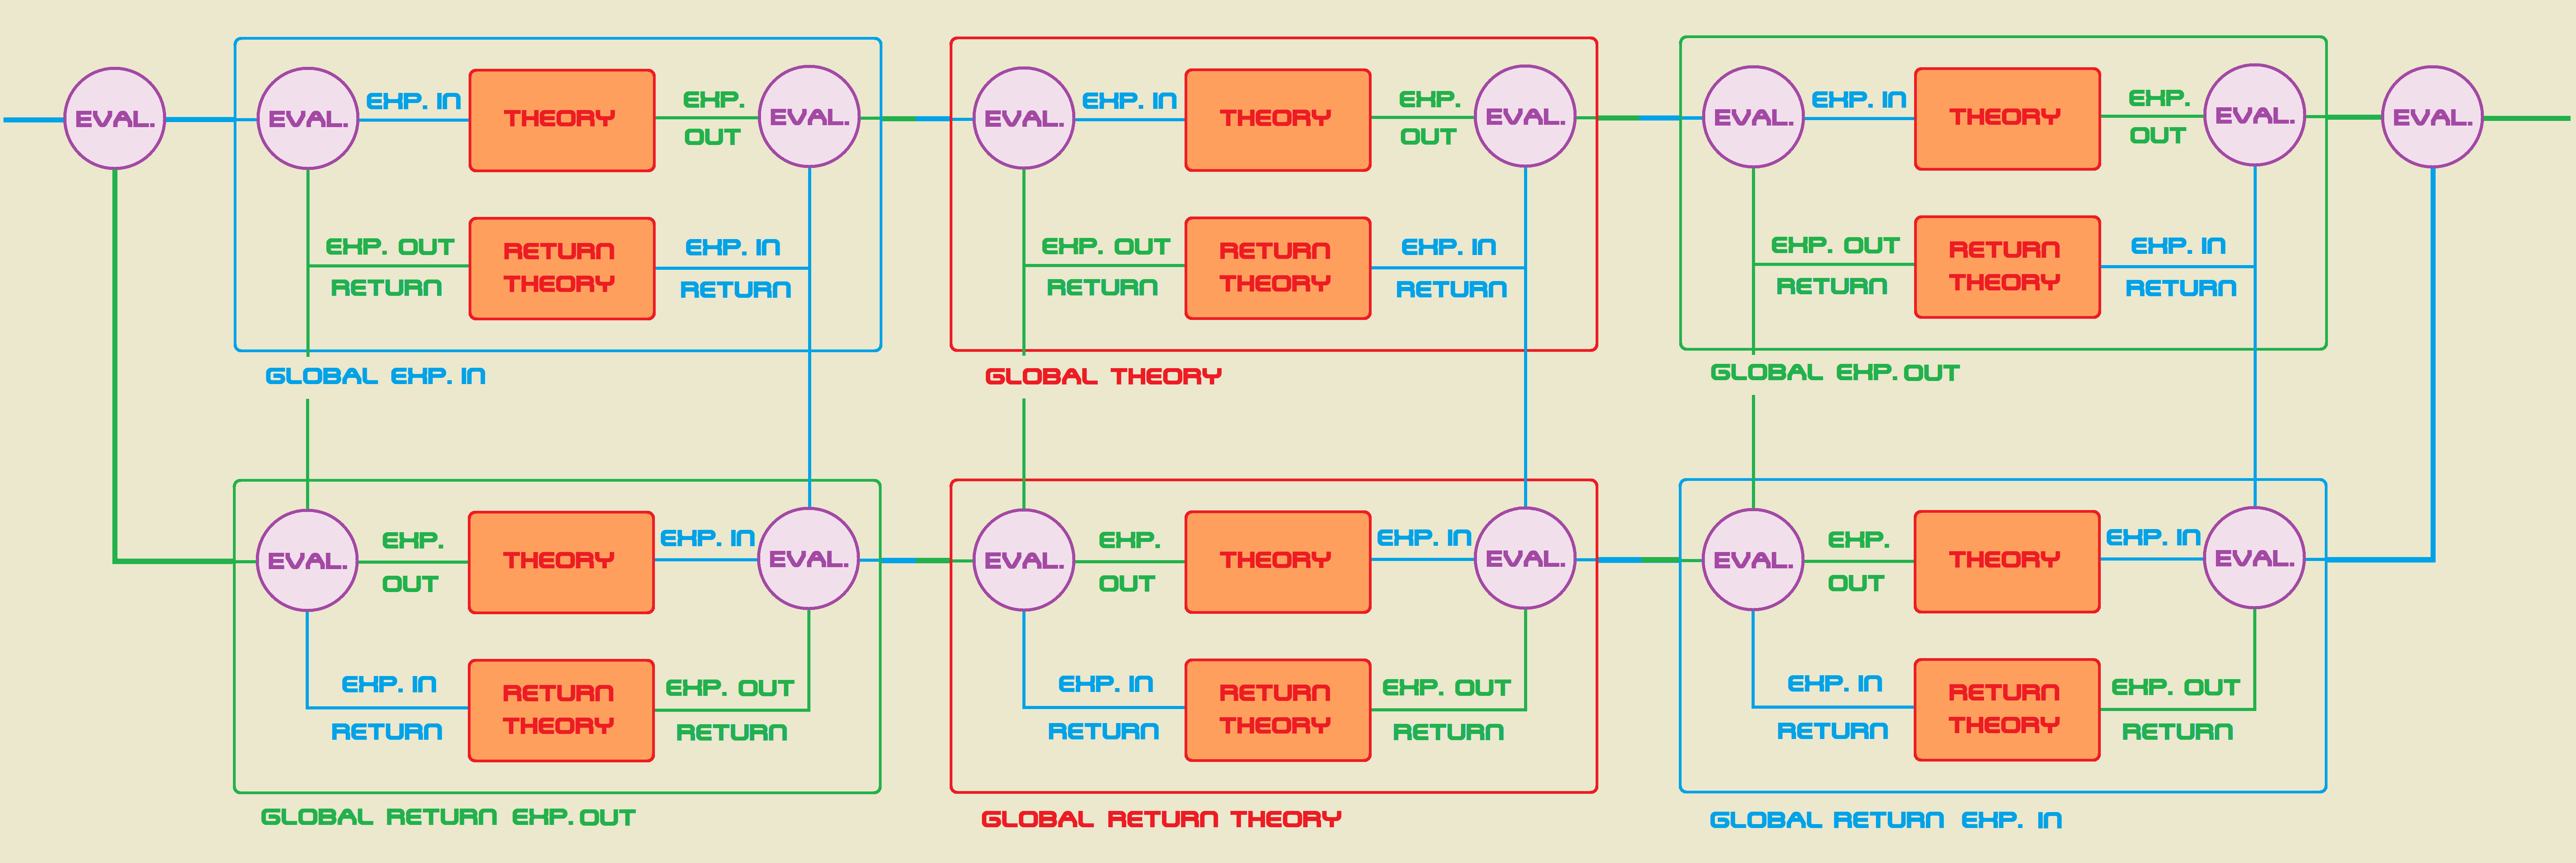 EVAL.
EVAL.
EXP. IN
THEORY
EXP.
OUT
EVAL.
EXP. OUT
RETURN
RETURN
THEORY
EXP. IN
RETURN
GLOBAL EXP. IN
EVAL.
EXP. IN
THEORY
EXP.
OUT
EVAL.
EXP. OUT
RETURN
RETURN
THEORY
EXP. IN
RETURN
GLOBAL THEORY
EVAL.
EXP. IN
THEORY
EXP.
OUT
EVAL.
EXP. OUT
RETURN
RETURN
THEORY
EXP. IN
RETURN
GLOBAL EXP. OUT
EVAL.
EVAL.
EXP.
OUT
THEORY
EXP. IN
EVAL.
EXP. IN
RETURN
RETURN
THEORY
EXP. OUT
RETURN
GLOBAL RETURN EXP. OUT
EVAL.
EXP.
OUT
THEORY
EXP. IN
EVAL.
EXP. IN
RETURN
RETURN
THEORY
EXP. OUT
RETURN
GLOBAL RETURN THEORY
EVAL.
EXP.
OUT
THEORY
EXP. IN
EVAL.
EXP. IN
RETURN
RETURN
THEORY
EXP. OUT
RETURN
GLOBAL RETURN EXP. IN